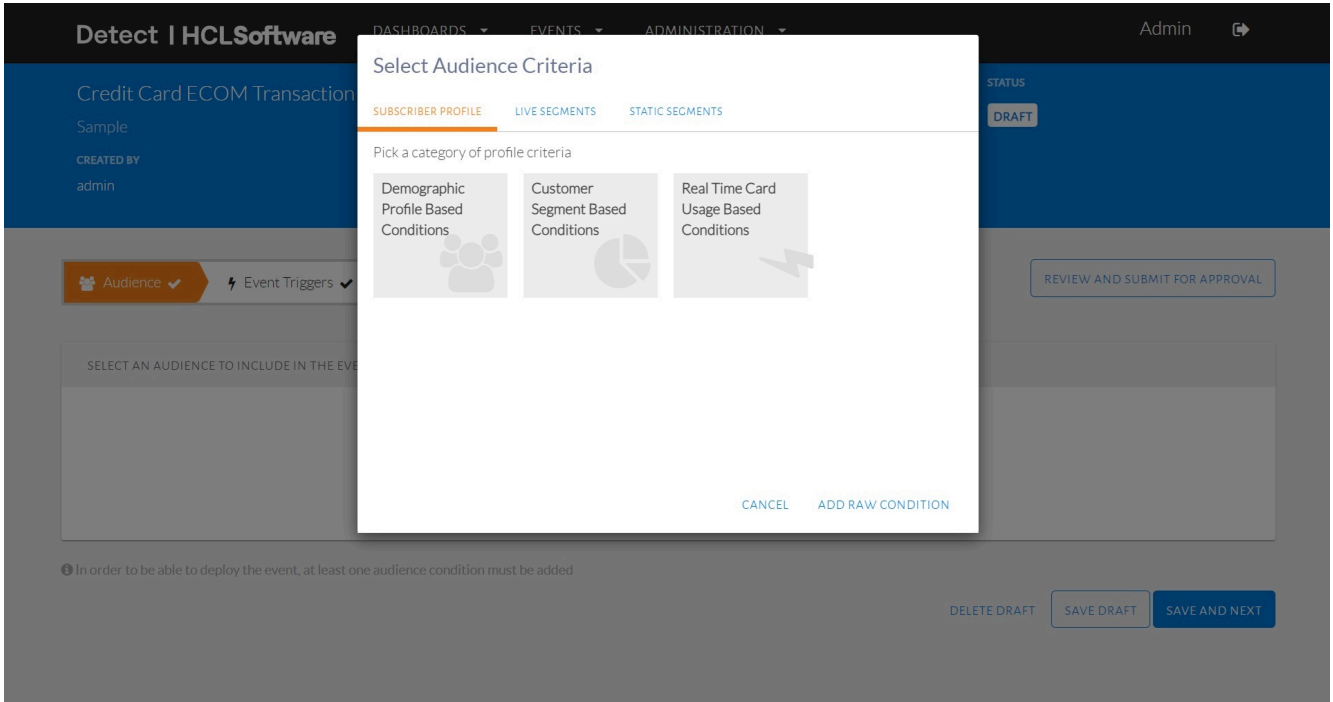 Detect | HCLSoftware
DASHBOARDS
EVENTS
ADMINISTRATION
Admin
Select Audience Criteria
Credit Card ECOM Transaction
Sample
CREATED BY
admin
STATUS
DRAFT
SUBSCRIBER PROFILE
LIVE SEGMENTS
STATIC SEGMENTS
Pick a category of profile criteria
Demographic
Profile Based
Conditions
Customer
Segment Based
Conditions
Real Time Card
Usage Based
Conditions
Audience
Event Triggers
REVIEW AND SUBMIT FOR APPROVAL
SELECT AN AUDIENCE TO INCLUDE IN THE EVE
CANCEL
ADD RAW CONDITION
In order to be able to deploy the event, at least one audience condition must be added
DELETE DRAFT
SAVE DRAFT
SAVE AND NEXT